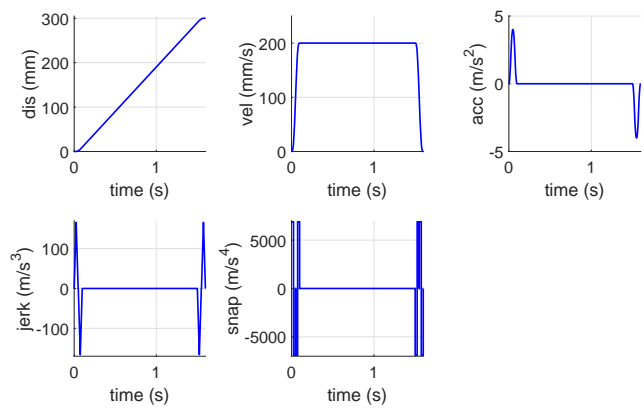 300
200
100
0
dis (mm)
0 1
time (s)
200
100
0
vel (mm/s)
0 1
time (s)
5
0
-5
acc (m/s²)
0 1
time (s)
100
0
-100
jerk (m/s³)
0 1
time (s)
5000
0
-5000
snap (m/s⁴)
0 1
time (s)